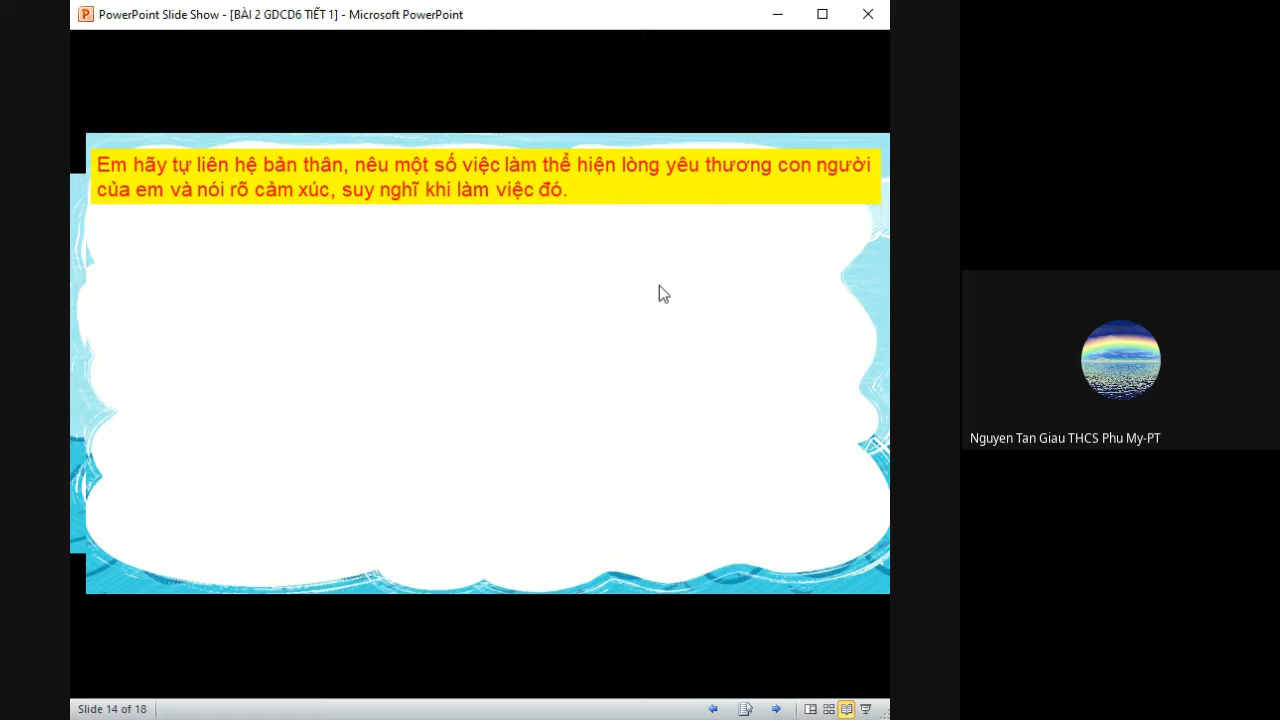 PowerPoint Slide Show - [BÀI 2 GDCD6 TIẾT 1] - Microsoft PowerPoint
Em hãy tự liên hệ bản thân, nêu một số việc làm thể hiện lòng yêu thương con người
của em và nói rõ cảm xúc, suy nghĩ khi làm việc đó.
Nguyen Tan Giau THCS Phu My-PT
Slide 14 of 18